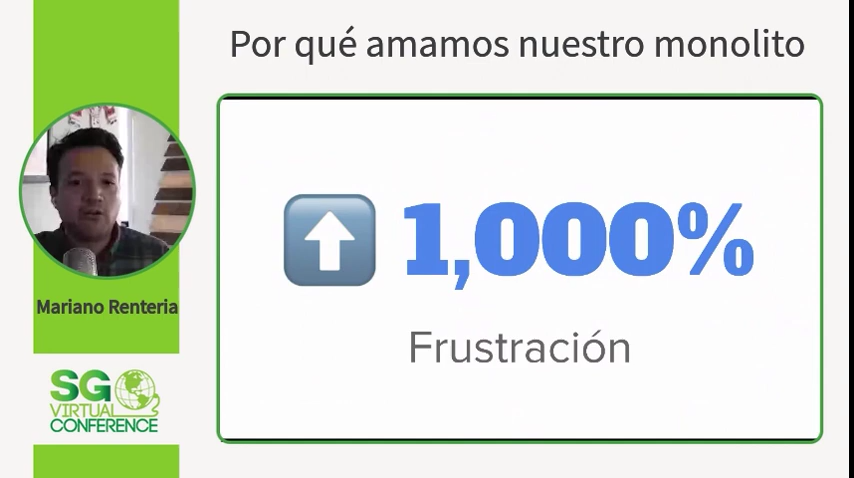 Por qué amamos nuestro monolito
1,000%
Frustración
Mariano Renteria
SG
VIRTUAL
CONFERENCE